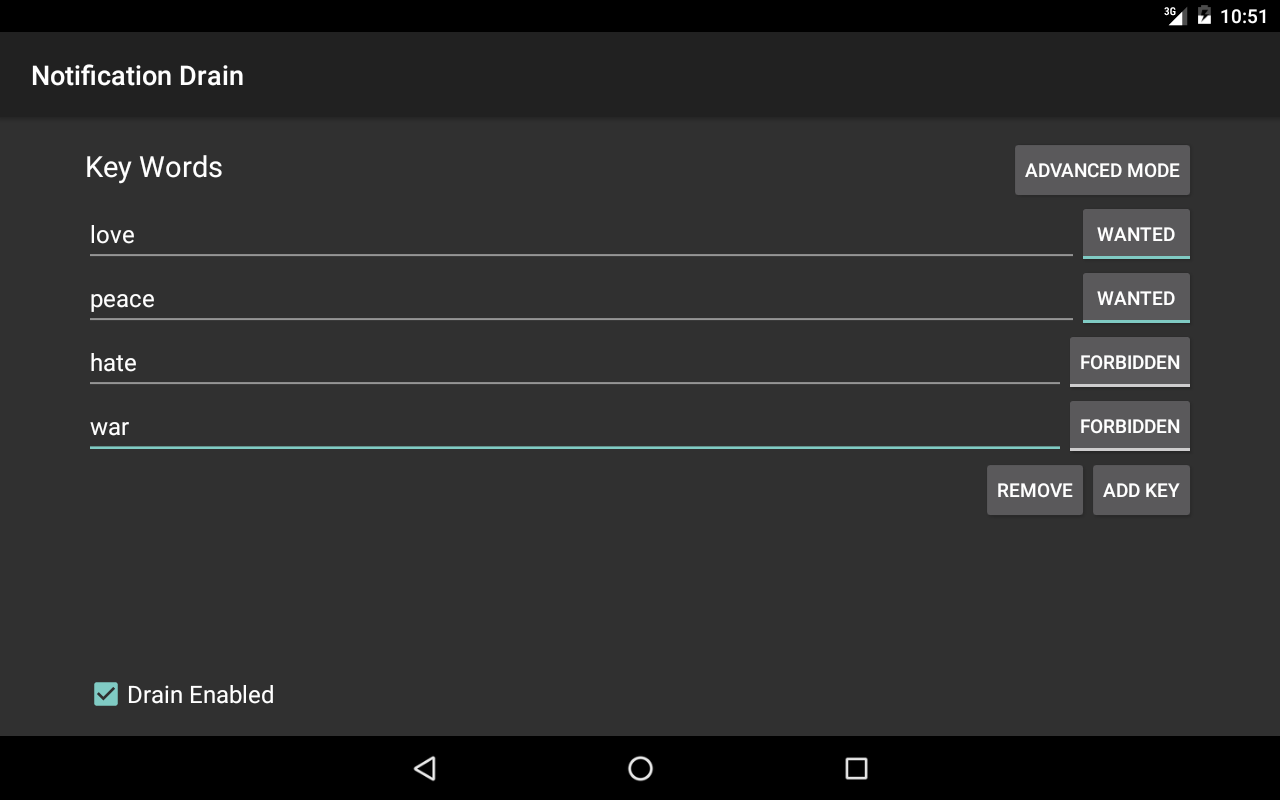 3G 10:51
Notification Drain
Key Words ADVANCED MODE
love WANTED
peace WANTED
hate FORBIDDEN
war FORBIDDEN
REMOVE ADD KEY
Drain Enabled